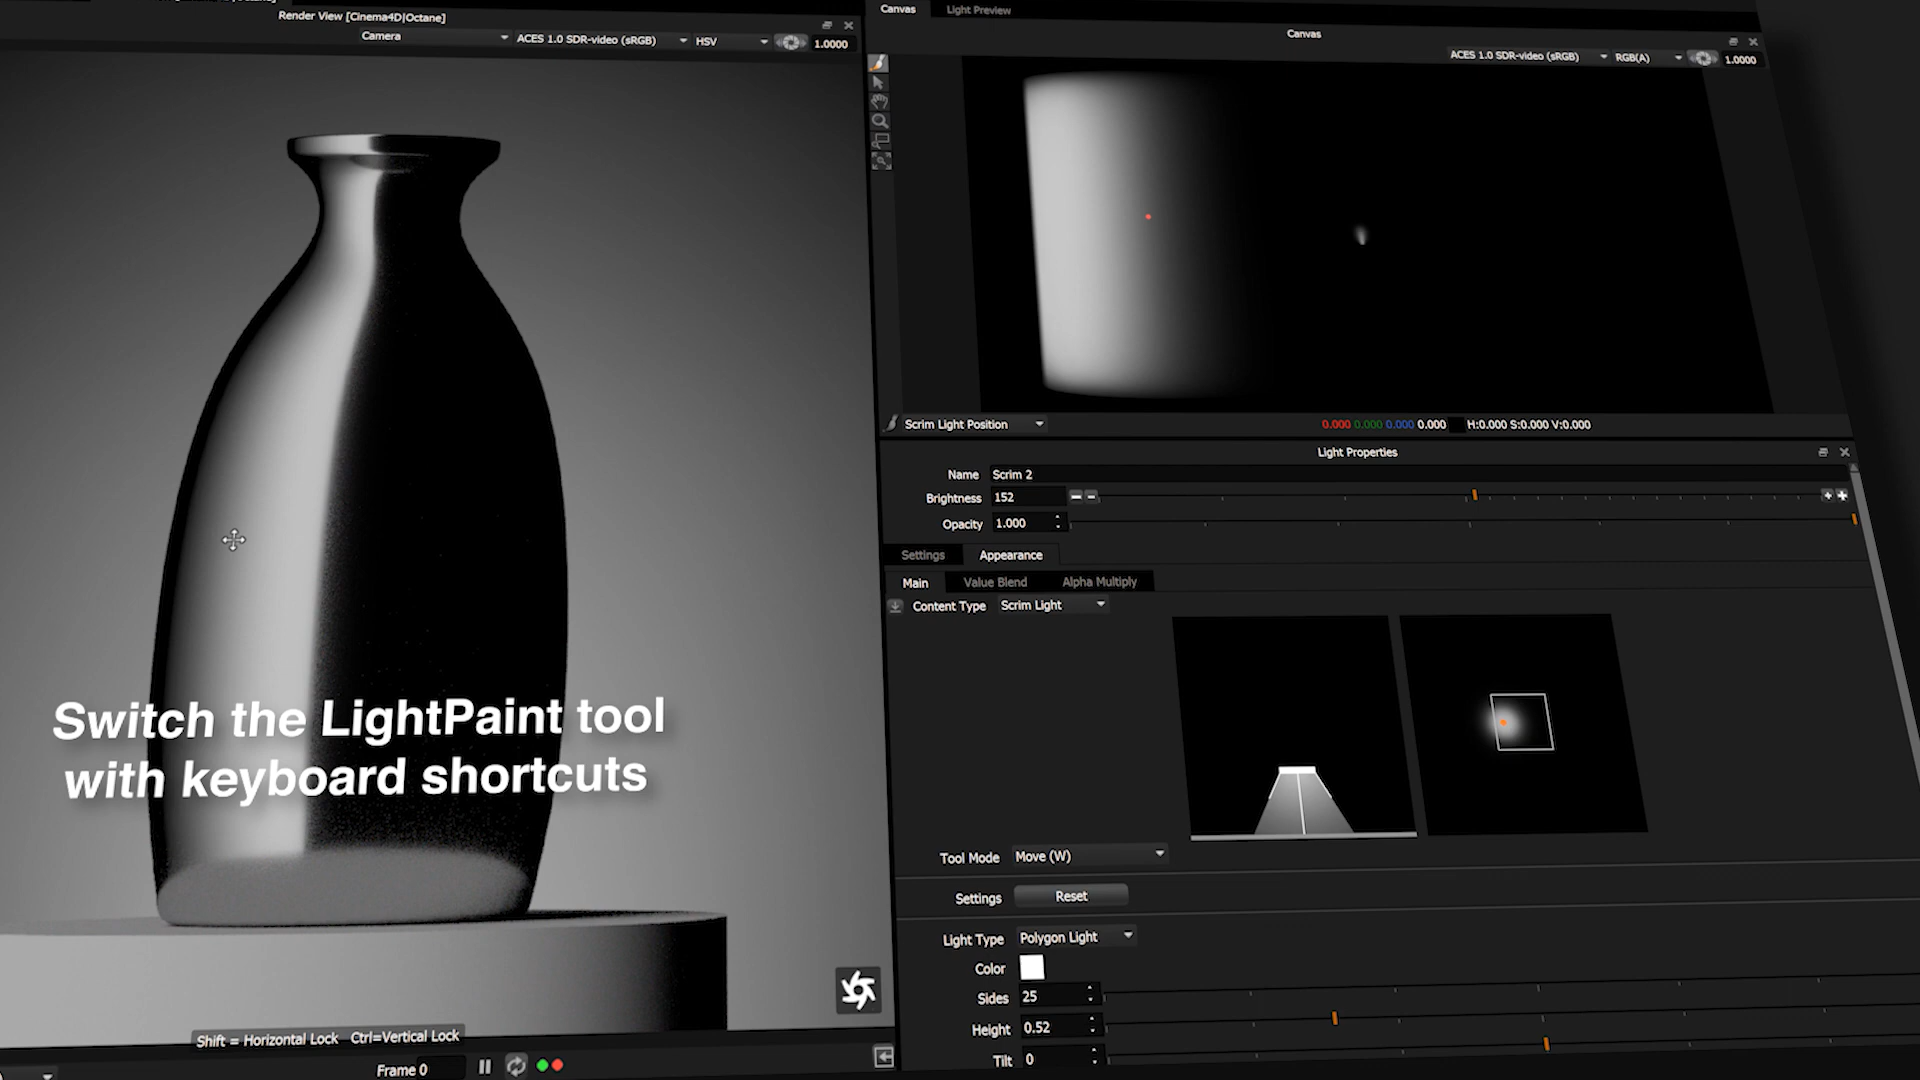 Render View [Cinema4D|Octane]
Camera
ACES 1.0 SDR-video (sRGB)
HSV
1.0000
Switch the LightPaint tool
with keyboard shortcuts
Shift = Horizontal Lock Ctrl=Vertical Lock
Frame 0
Canvas
Light Preview
Canvas
ACES 1.0 SDR-video (sRGB)
RGB(A)
1.0000
Scrim Light Position
0.000 0.000 0.000 0.000 H:0.000 S:0.000 V:0.000
Light Properties
Name Scrim 2
Brightness 152
Opacity 1.000
Settings Appearance
Main Value Blend Alpha Multiply
Content Type Scrim Light
Tool Mode Move (W)
Settings Reset
Light Type Polygon Light
Color
Sides 25
Height 0.52
Tilt 0